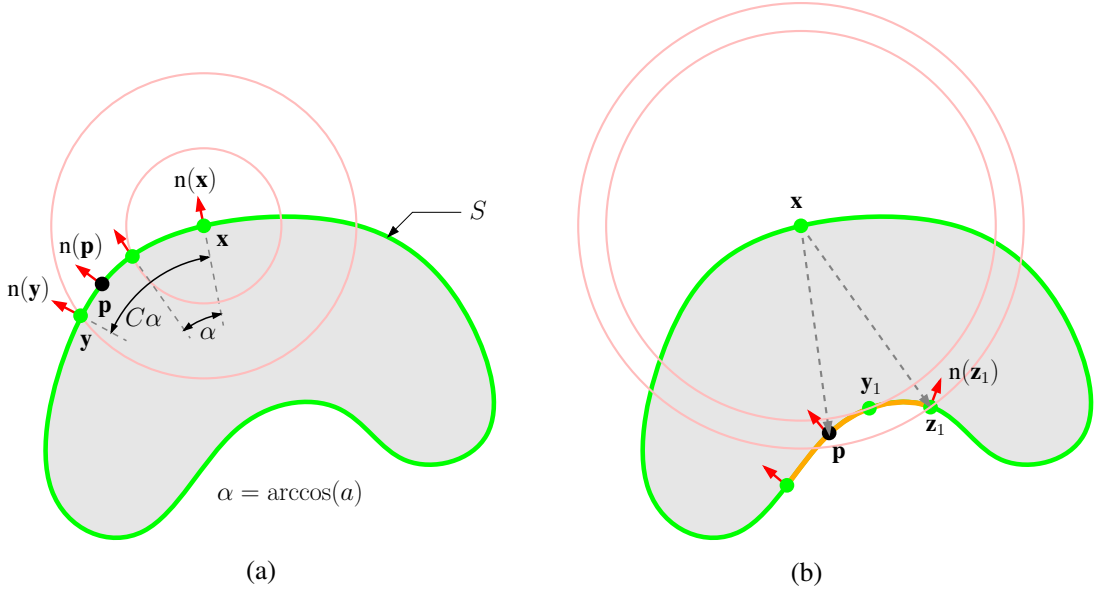 n(x)
S
x
n(p)
n(y)
p
y
Cα
α
α = arccos(a)
(a)
x
y₁
n(z₁)
z₁
p
(b)